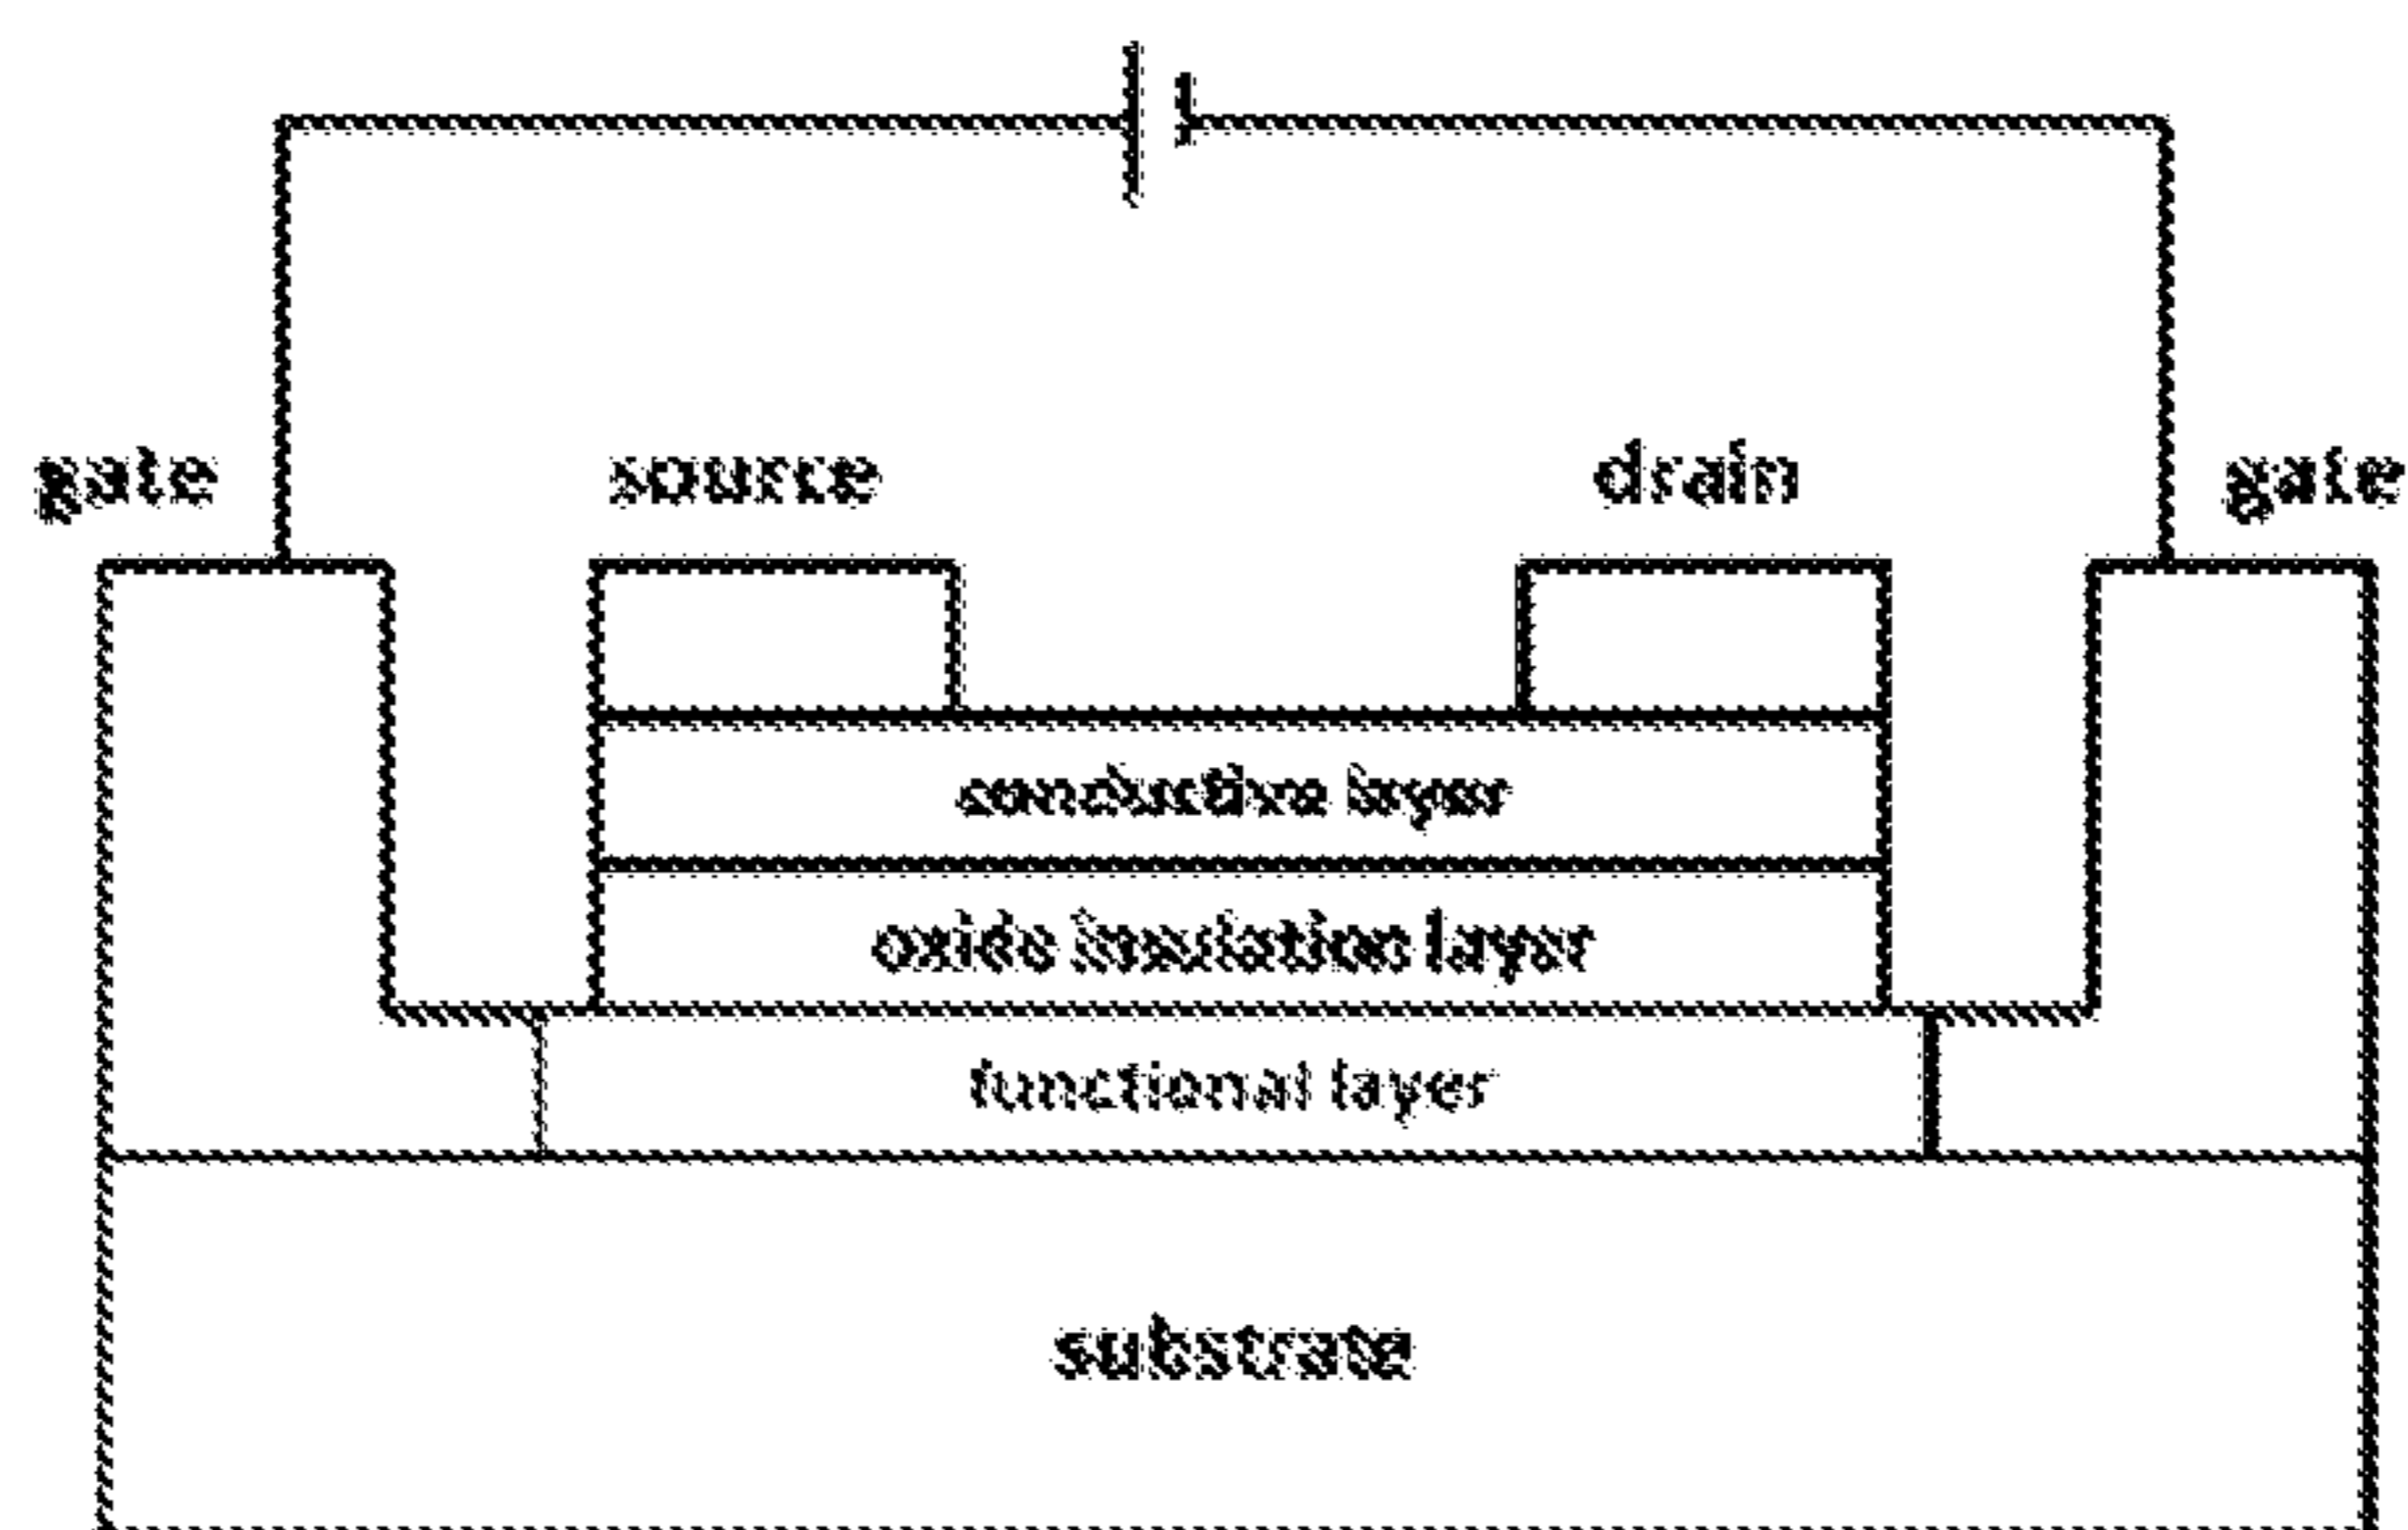 gate source drain gate
conductive layer
oxide insulation layer
functional layer
substrate